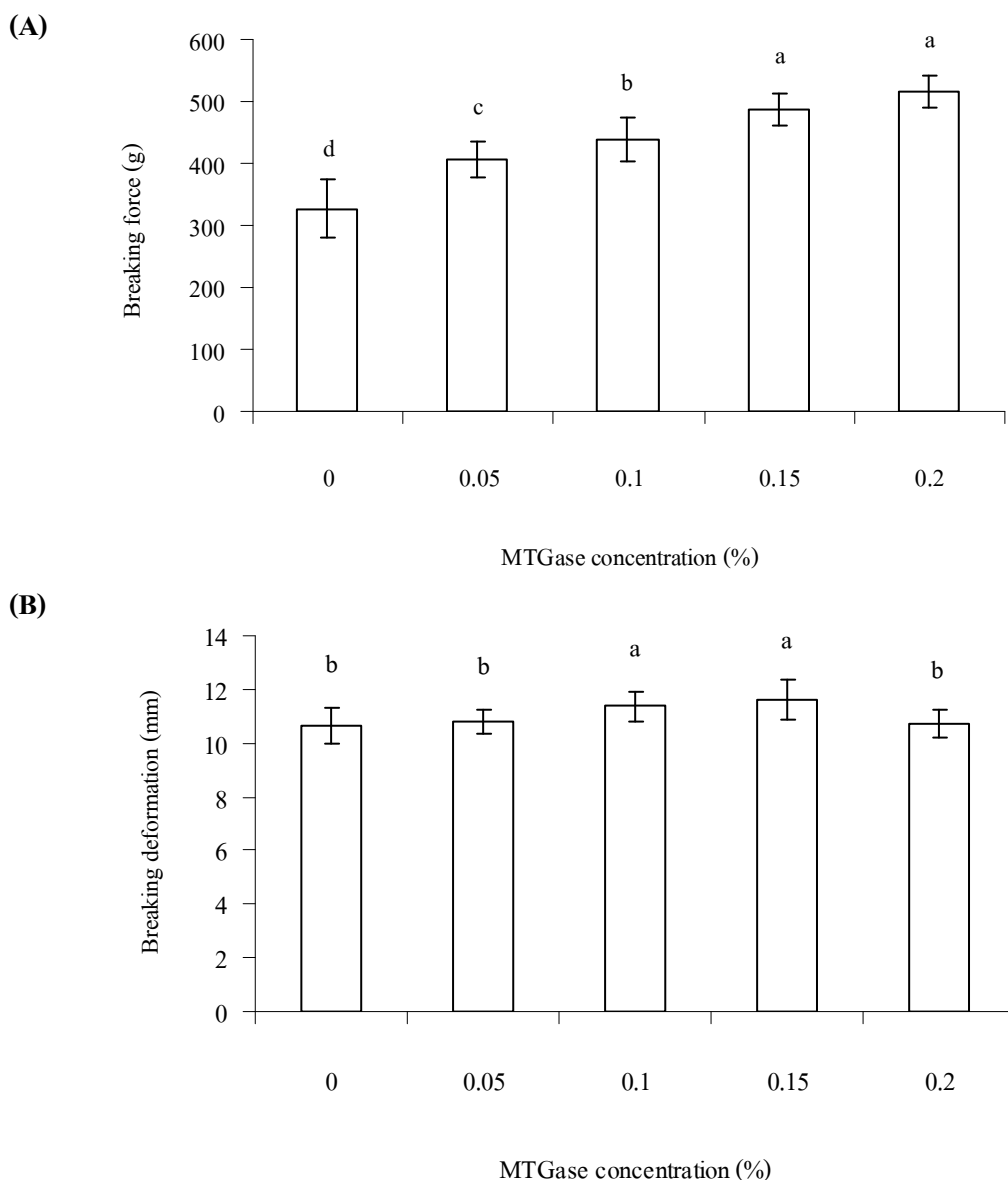 (A)
600
500
400
300
200
100
0
Breaking force (g)
d
c
b
a
a
0 0.05 0.1 0.15 0.2
MTGase concentration (%)
(B)
14
12
10
8
6
4
2
0
Breaking deformation (mm)
b
b
a
a
b
0 0.05 0.1 0.15 0.2
MTGase concentration (%)